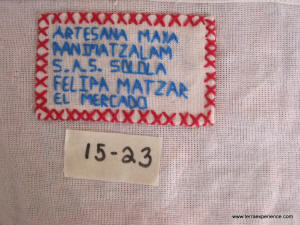 ARTESANA MAYA
PANIMATZALAM
S.A.S. SOLOLA
FELIPA MATZAR
EL MERCADO
15-23
www.terraexperience.com